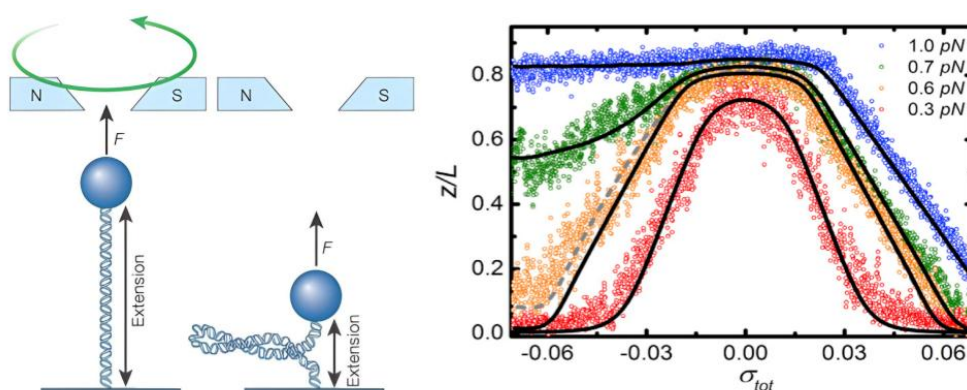 N
S
N
S
F
Extension
F
Extension
1.0 pN
0.7 pN
0.6 pN
0.3 pN
z/L
0.8
0.6
0.4
0.2
0.0
-0.06
-0.03
0.00
0.03
0.06
σtot